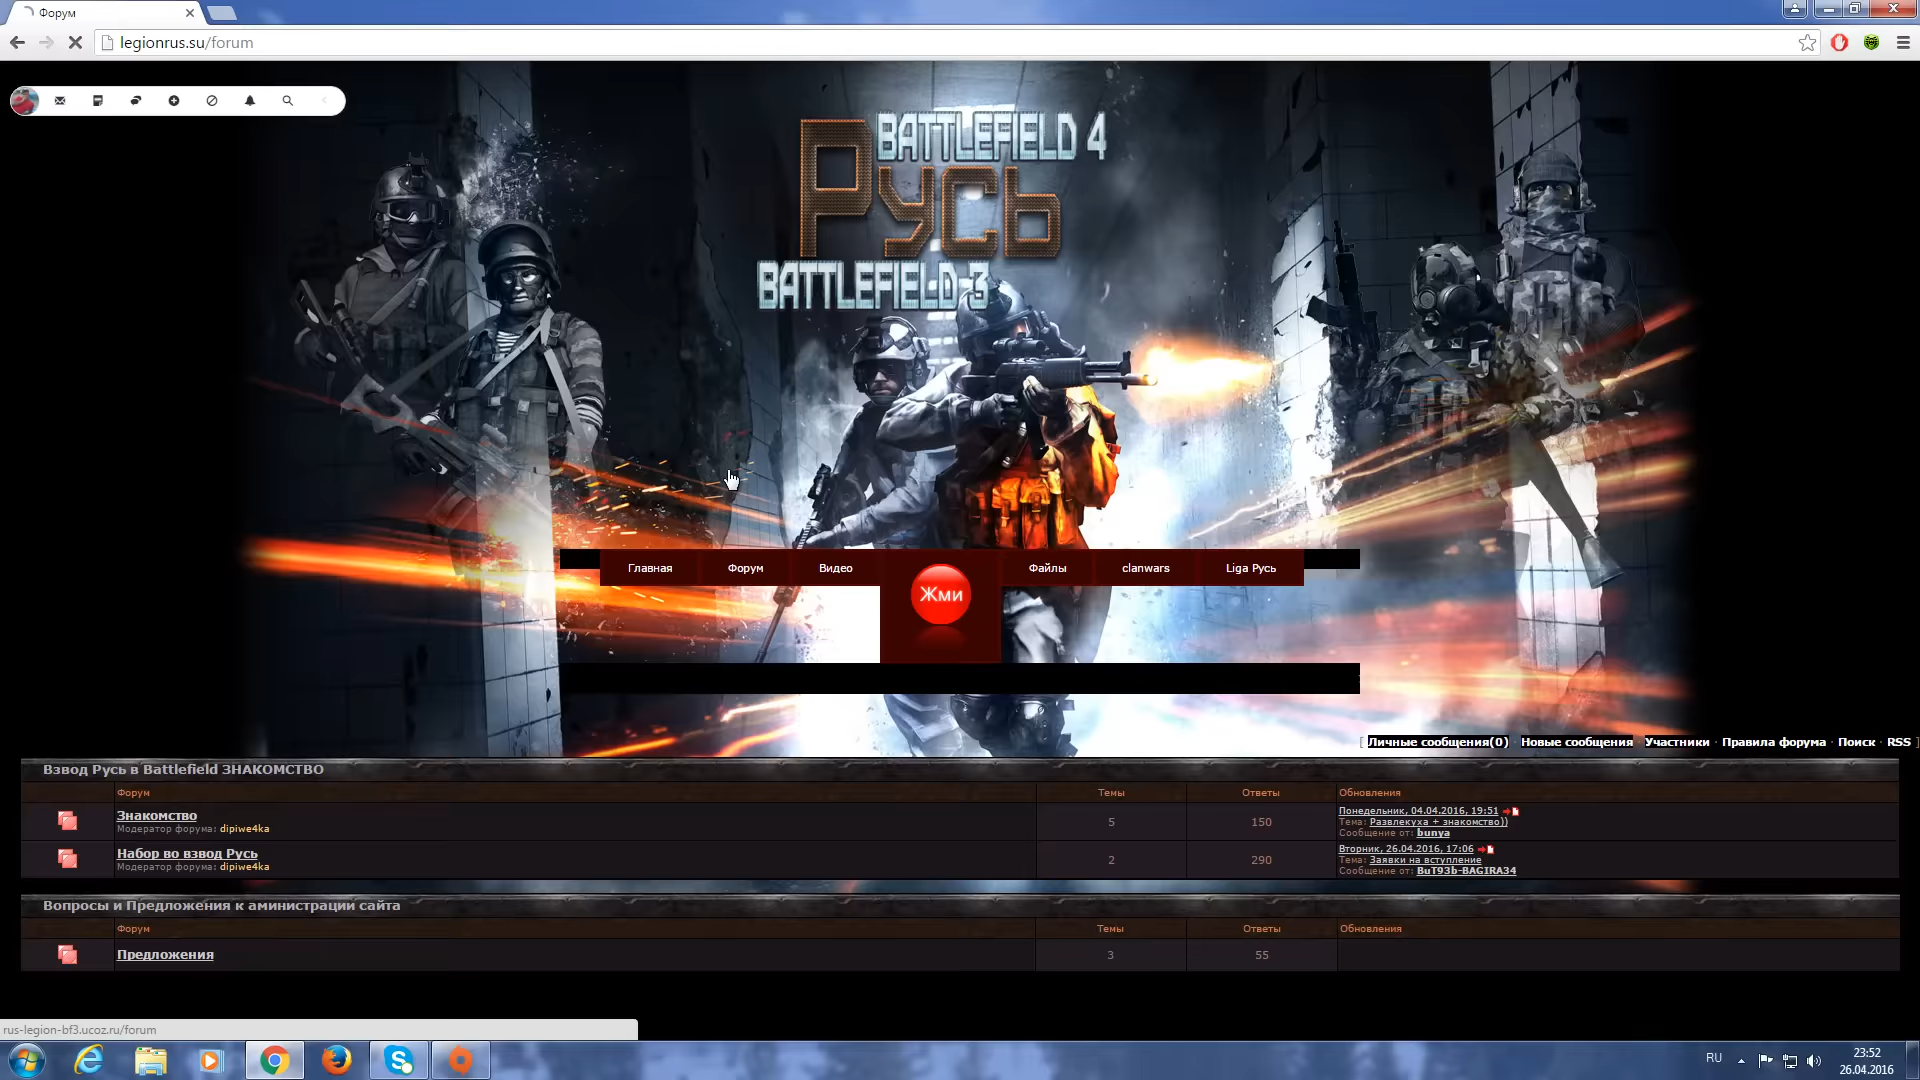 Форум
legionrus.su/forum
BATTLEFIELD 4
Русь
BATTLEFIELD 3
Главная Форум Видео Жми Файлы clanwars Liga Русь
[ Личные сообщения(0) · Новые сообщения · Участники · Правила форума · Поиск · RSS ]
Взвод Русь в Battlefield ЗНАКОМСТВО
Форум Темы Ответы Обновления
Знакомство
Модератор форума: dipiwe4ka
5 150
Понедельник, 04.04.2016, 19:51
Тема: Развлекуха + знакомство))
Сообщение от: bunya
Набор во взвод Русь
Модератор форума: dipiwe4ka
2 290
Вторник, 26.04.2016, 17:06
Тема: Заявки на вступление
Сообщение от: BuT93b-BAGIRA34
Вопросы и Предложения к аминистрации сайта
Форум Темы Ответы Обновления
Предложения 3 55
rus-legion-bf3.ucoz.ru/forum
RU
23:52
26.04.2016